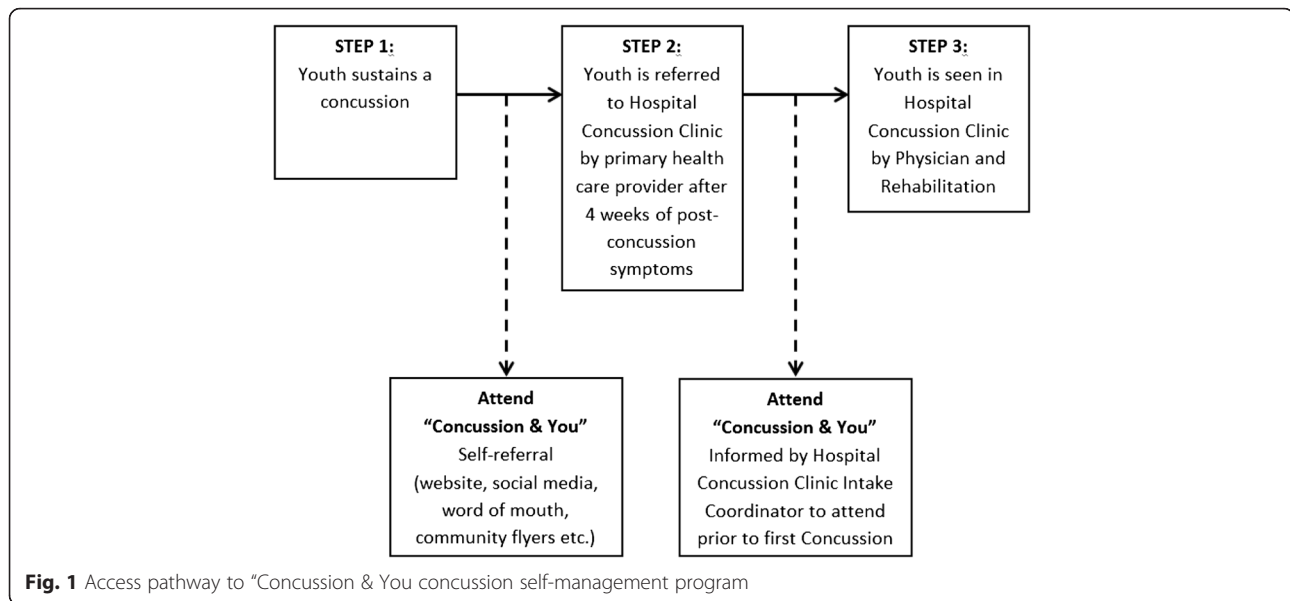 STEP 1:
Youth sustains a
concussion
STEP 2:
Youth is referred
to Hospital
Concussion Clinic
by primary health
care provider after
4 weeks of post-
concussion
symptoms
STEP 3:
Youth is seen in
Hospital
Concussion Clinic
by Physician and
Rehabilitation
Attend
“Concussion & You”
Self-referral
(website, social media,
word of mouth,
community flyers etc.)
Attend
“Concussion & You”
Informed by Hospital
Concussion Clinic Intake
Coordinator to attend
prior to first Concussion
Fig. 1 Access pathway to “Concussion & You concussion self-management program